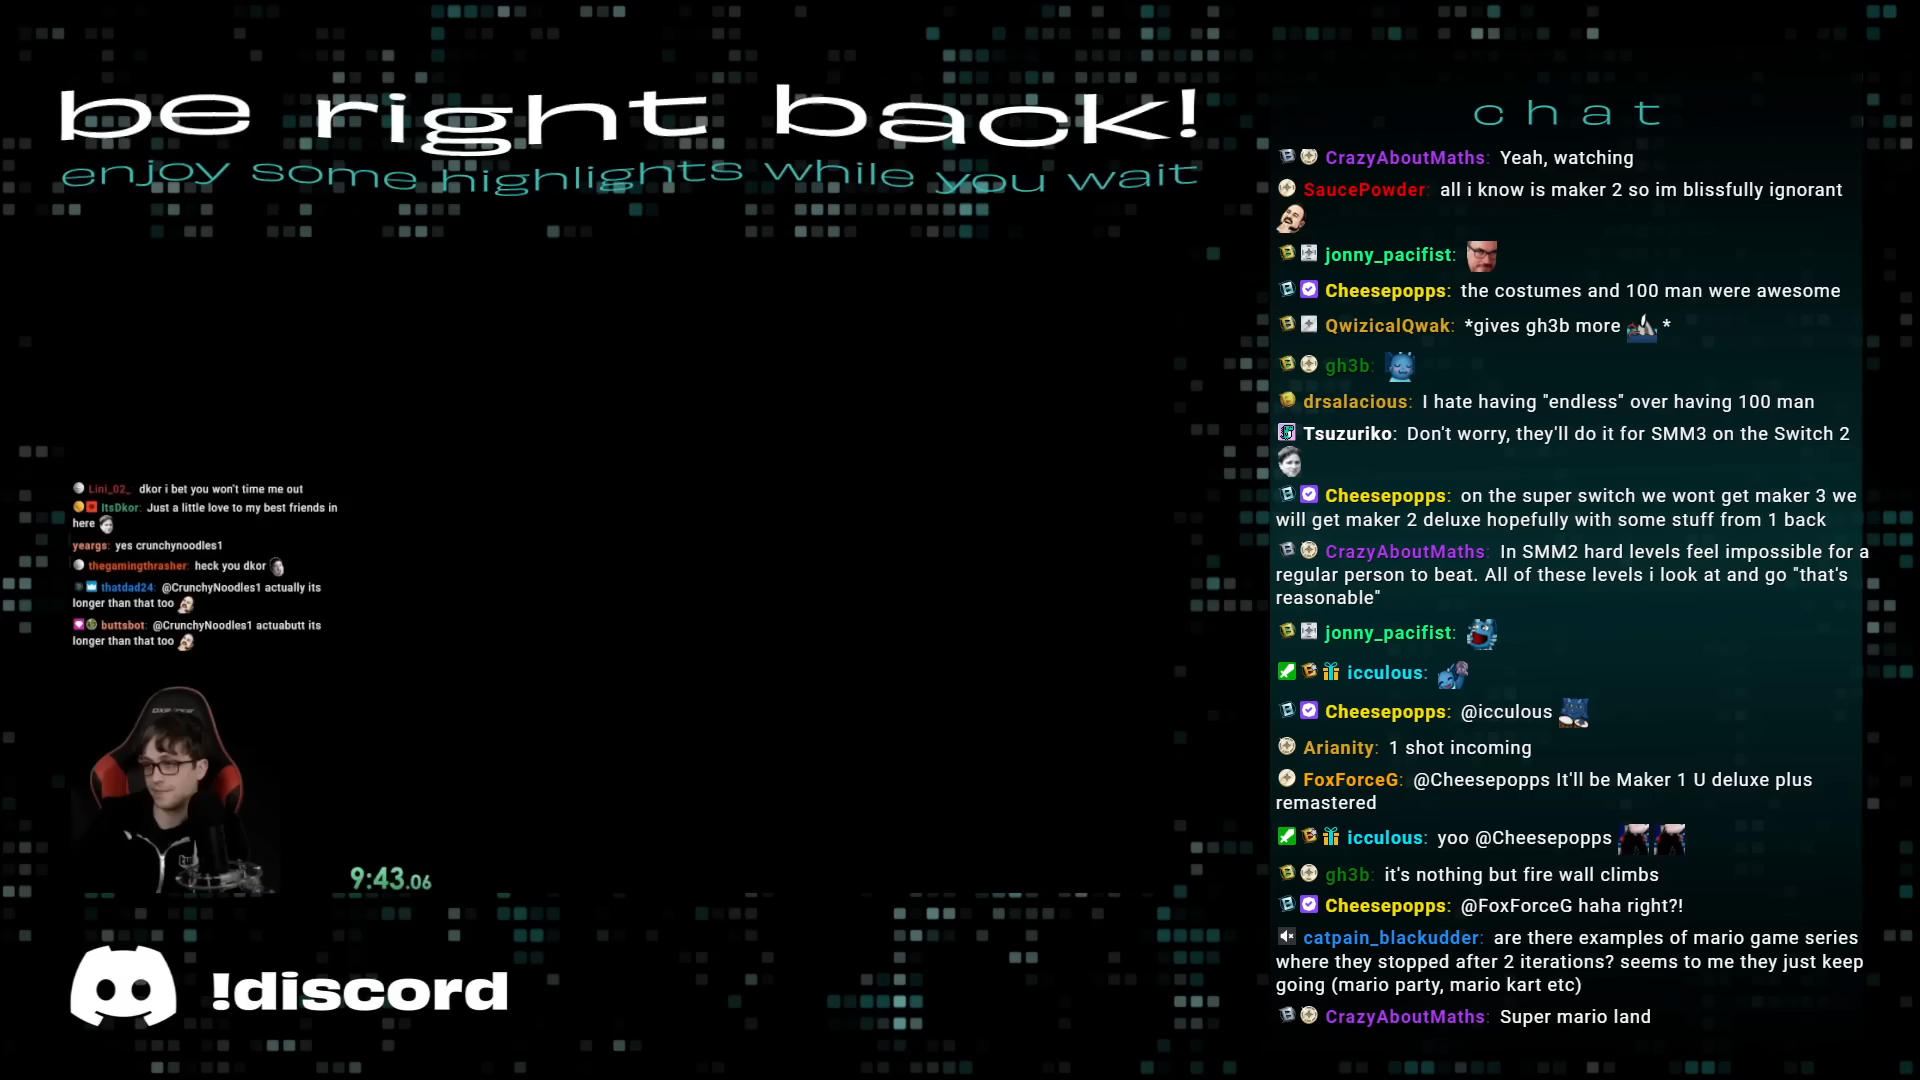 be right back!
enjoy some highlights while you wait
Lini_02_: dkor i bet you won't time me out
ItsDkor: Just a little love to my best friends in
here
yeargs: yes crunchynoodles1
thegamingthrasher: heck you dkor
thatdad24: @CrunchyNoodles1 actually its
longer than that too
buttsbot: @CrunchyNoodles1 actuabutt its
longer than that too
9:43.06
!discord
chat
CrazyAboutMaths: Yeah, watching
SaucePowder: all i know is maker 2 so im blissfully ignorant
jonny_pacifist:
Cheesepopps: the costumes and 100 man were awesome
QwizicalQwak: *gives gh3b more *
gh3b:
drsalacious: I hate having "endless" over having 100 man
Tsuzuriko: Don't worry, they'll do it for SMM3 on the Switch 2
Cheesepopps: on the super switch we wont get maker 3 we
will get maker 2 deluxe hopefully with some stuff from 1 back
CrazyAboutMaths: In SMM2 hard levels feel impossible for a
regular person to beat. All of these levels i look at and go "that's
reasonable"
jonny_pacifist:
icculous:
Cheesepopps: @icculous
Arianity: 1 shot incoming
FoxForceG: @Cheesepopps It'll be Maker 1 U deluxe plus
remastered
icculous: yoo @Cheesepopps
gh3b: it's nothing but fire wall climbs
Cheesepopps: @FoxForceG haha right?!
catpain_blackudder: are there examples of mario game series
where they stopped after 2 iterations? seems to me they just keep
going (mario party, mario kart etc)
CrazyAboutMaths: Super mario land